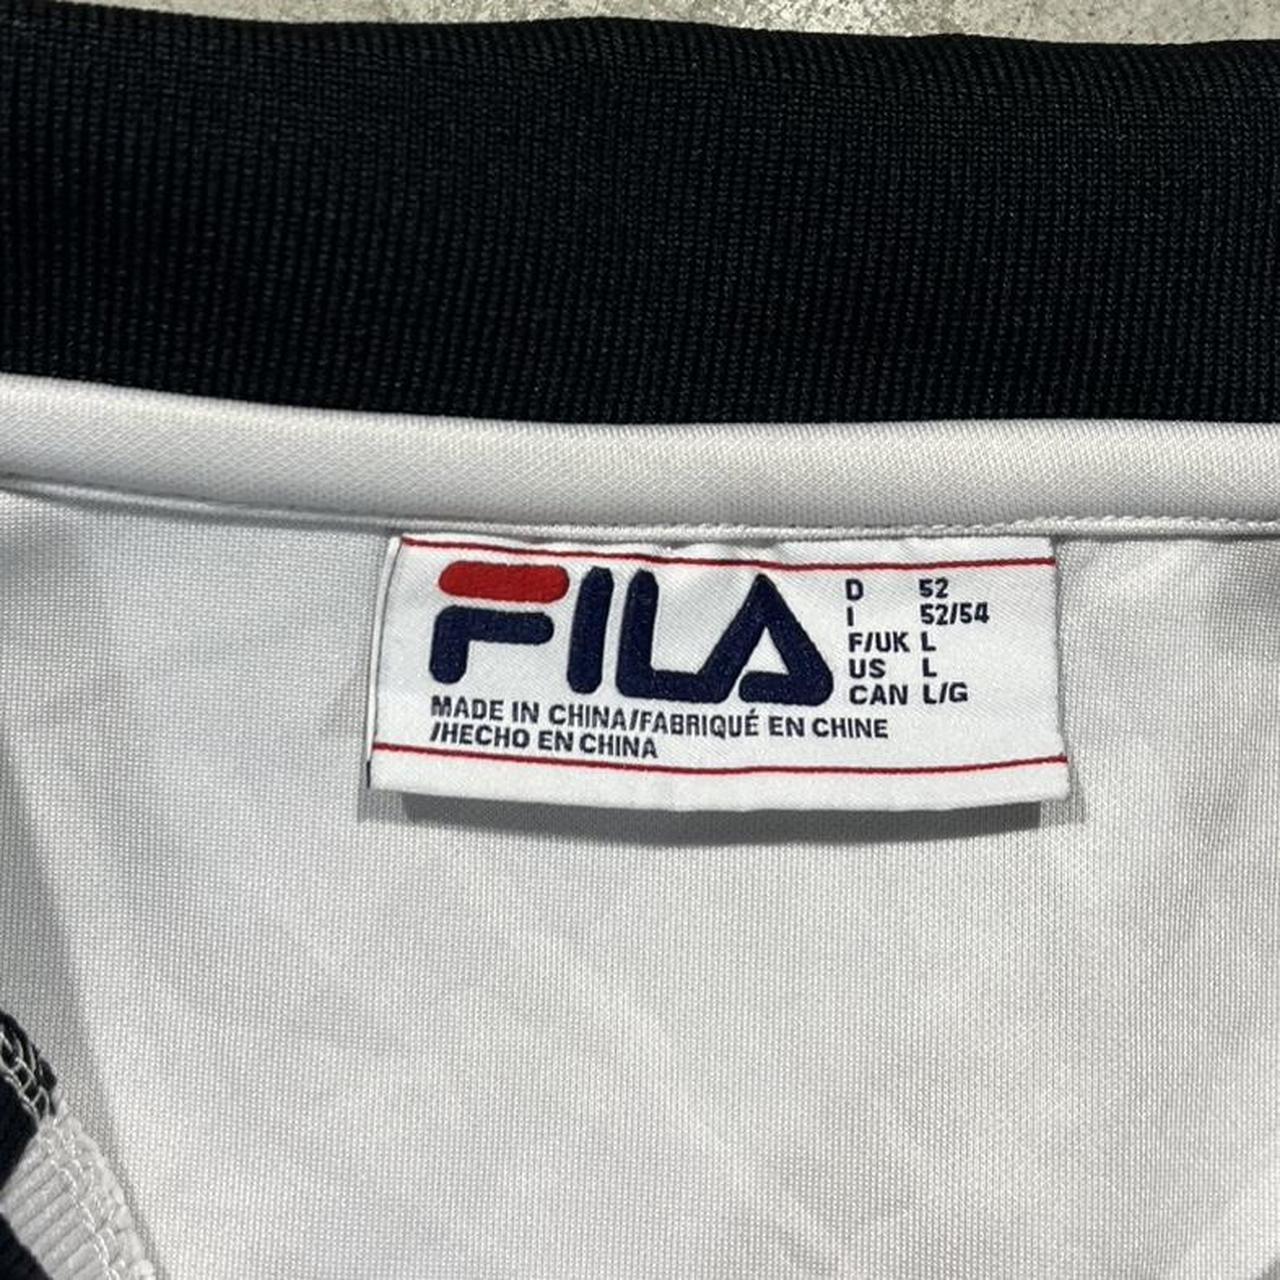 FILA
D 52
I 52/54
F/UK L
US L
CAN L/G
MADE IN CHINA/FABRIQUÉ EN CHINE
/HECHO EN CHINA